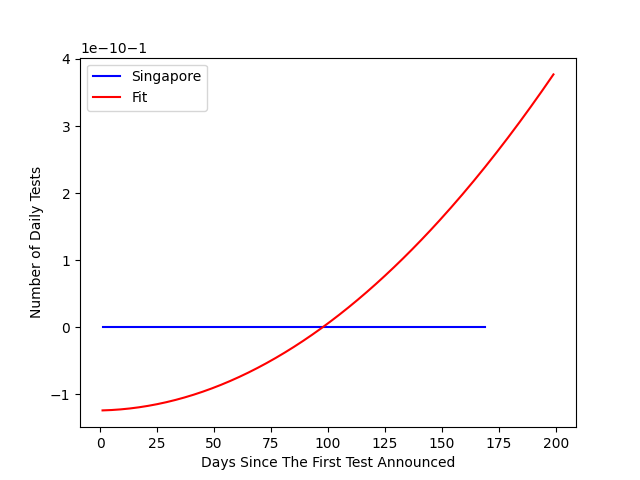 1e−10−1
Singapore
Fit
4
3
2
1
0
−1
Number of Daily Tests
0 25 50 75 100 125 150 175 200
Days Since The First Test Announced